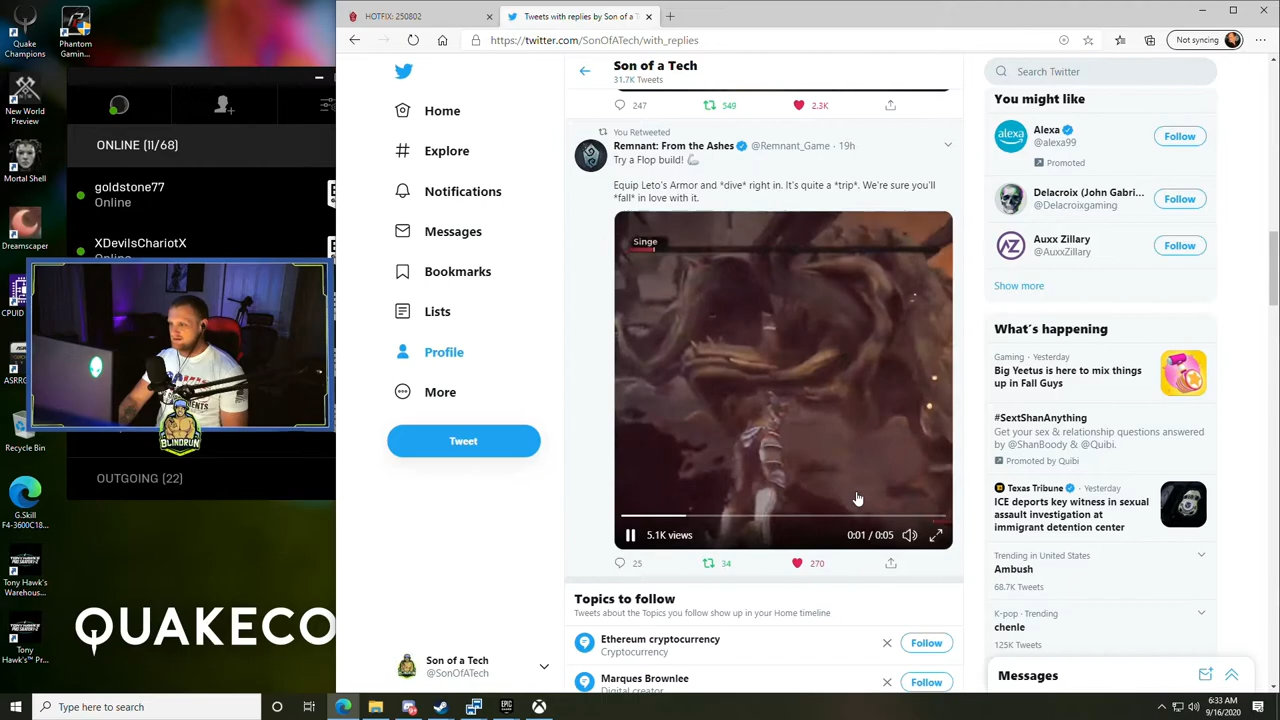 Quake
Champions
Phantom
Gamin...
New World
Preview
Mortal Shell
Dreamscaper
CPUID
ASRRG
Recycle Bin
G.Skill
F4-3600C18...
Tony Hawk's
Warehous...
Tony
Hawk's™ Pr...
ONLINE (11/68)
goldstone77
Online
XDevilsChariotX
Online
BLINDRUN
OUTGOING (22)
QUAKECO
HOTFIX: 250802
Tweets with replies by Son of a T
https://twitter.com/SonOfATech/with_replies
Not syncing
Home
Explore
Notifications
Messages
Bookmarks
Lists
Profile
More
Tweet
Son of a Tech
@SonOfATech
Son of a Tech
31.7K Tweets
247 549 2.3K
You Retweeted
Remnant: From the Ashes @Remnant_Game · 19h
Try a Flop build!
Equip Leto's Armor and *dive* right in. It's quite a *trip*. We're sure you'll
*fall* in love with it.
Singe
5.1K views 0:01 / 0:05
25 34 270
Topics to follow
Tweets about the Topics you follow show up in your Home timeline
Ethereum cryptocurrency
Cryptocurrency
Follow
Marques Brownlee
Digital creator
Follow
Search Twitter
You might like
Alexa
@alexa99
Promoted
Follow
Delacroix (John Gabri...
@Delacroixgaming
Follow
Auxx Zillary
@AuxxZillary
Follow
Show more
What's happening
Gaming · Yesterday
Big Yeetus is here to mix things
up in Fall Guys
#SextShanAnything
Get your sex & relationship questions answered
by @ShanBoody & @Quibi.
Promoted by Quibi
Texas Tribune · Yesterday
ICE deports key witness in sexual
assault investigation at
immigrant detention center
Trending in United States
Ambush
68.7K Tweets
K-pop · Trending
chenle
125K Tweets
Messages
Type here to search
6:33 AM
9/16/2020